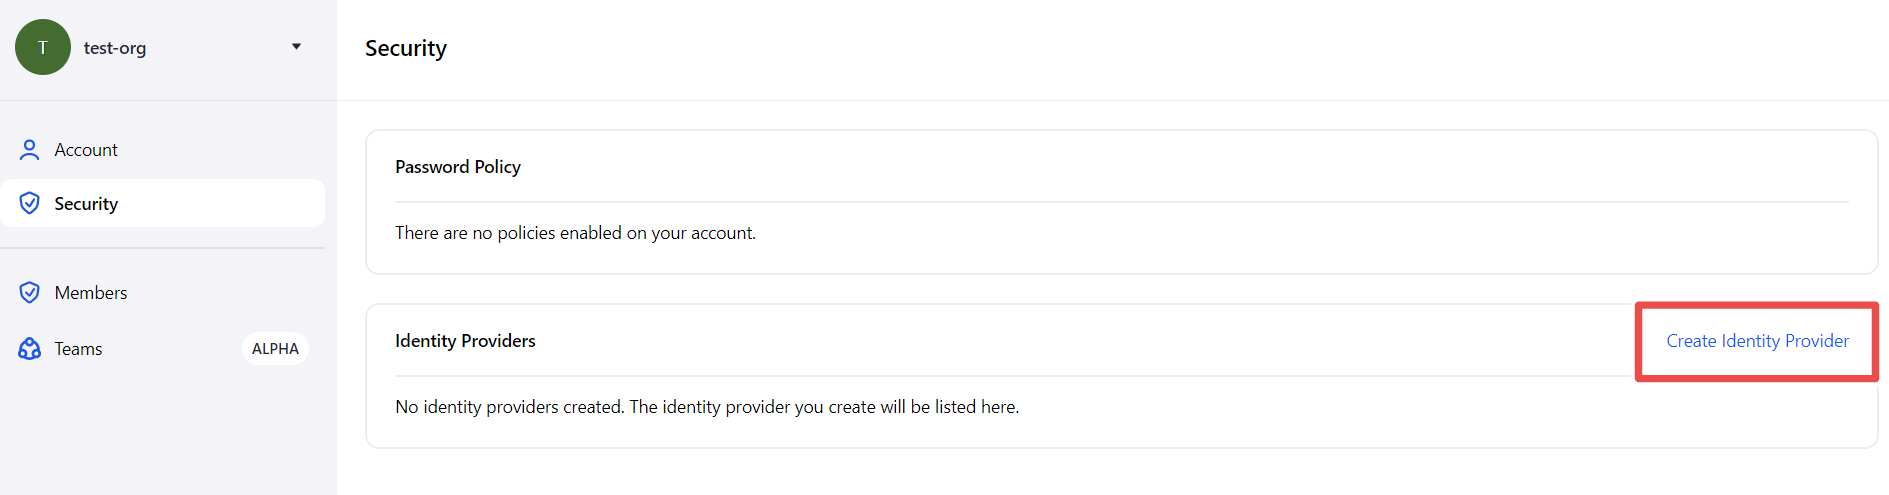 T
test-org
Account
Security
Members
Teams
ALPHA
Security
Password Policy
There are no policies enabled on your account.
Identity Providers
Create Identity Provider
No identity providers created. The identity provider you create will be listed here.